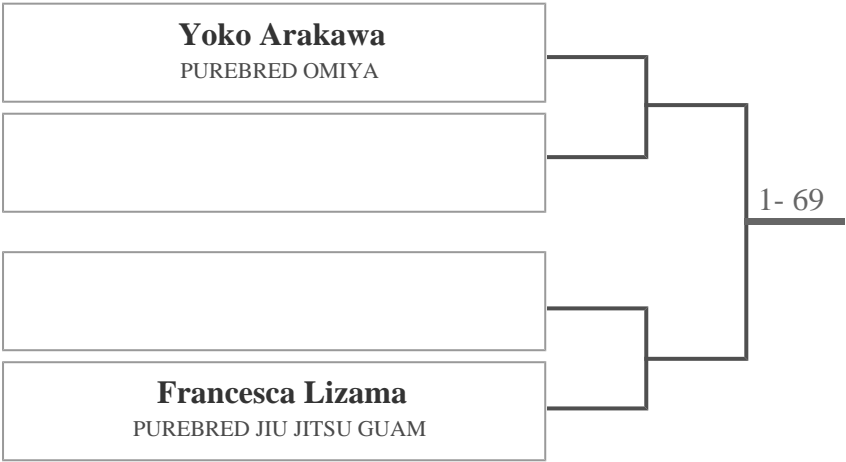 Yoko Arakawa
PUREBRED OMIYA
1- 69
Francesca Lizama
PUREBRED JIU JITSU GUAM